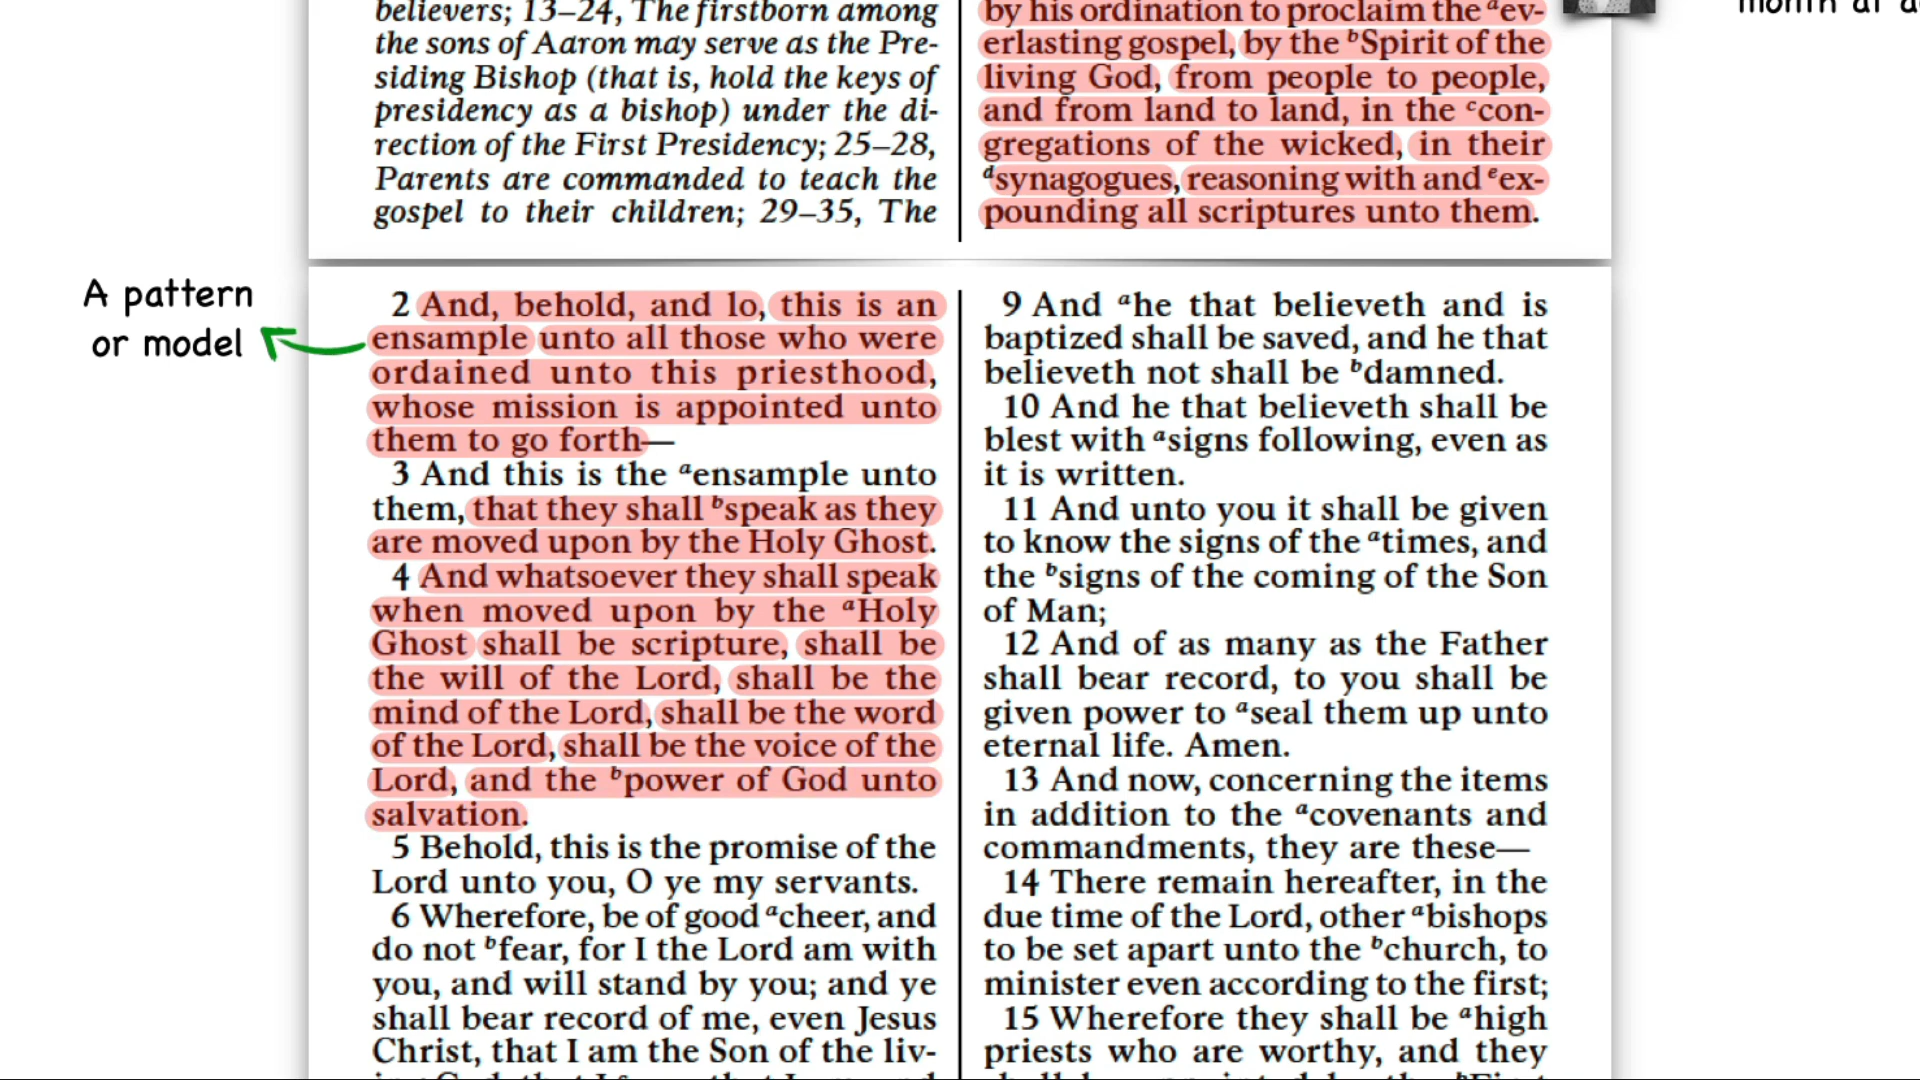 believers; 13–24, The firstborn among
the sons of Aaron may serve as the Pre-
siding Bishop (that is, hold the keys of
presidency as a bishop) under the di-
rection of the First Presidency; 25–28,
Parents are commanded to teach the
gospel to their children; 29–35, The
by his ordination to proclaim the aev-
erlasting gospel, by the bSpirit of the
living God, from people to people,
and from land to land, in the ccon-
gregations of the wicked, in their
dsynagogues, reasoning with and eex-
pounding all scriptures unto them.
month at
A pattern
or model
2 And, behold, and lo, this is an
ensample unto all those who were
ordained unto this priesthood,
whose mission is appointed unto
them to go forth—
3 And this is the aensample unto
them, that they shall bspeak as they
are moved upon by the Holy Ghost.
4 And whatsoever they shall speak
when moved upon by the aHoly
Ghost shall be scripture, shall be
the will of the Lord, shall be the
mind of the Lord, shall be the word
of the Lord, shall be the voice of the
Lord, and the bpower of God unto
salvation.
5 Behold, this is the promise of the
Lord unto you, O ye my servants.
6 Wherefore, be of good acheer, and
do not bfear, for I the Lord am with
you, and will stand by you; and ye
shall bear record of me, even Jesus
Christ, that I am the Son of the liv-
9 And ahe that believeth and is
baptized shall be saved, and he that
believeth not shall be bdamned.
10 And he that believeth shall be
blest with asigns following, even as
it is written.
11 And unto you it shall be given
to know the signs of the atimes, and
the bsigns of the coming of the Son
of Man;
12 And of as many as the Father
shall bear record, to you shall be
given power to aseal them up unto
eternal life. Amen.
13 And now, concerning the items
in addition to the acovenants and
commandments, they are these—
14 There remain hereafter, in the
due time of the Lord, other abishops
to be set apart unto the bchurch, to
minister even according to the first;
15 Wherefore they shall be ahigh
priests who are worthy, and they